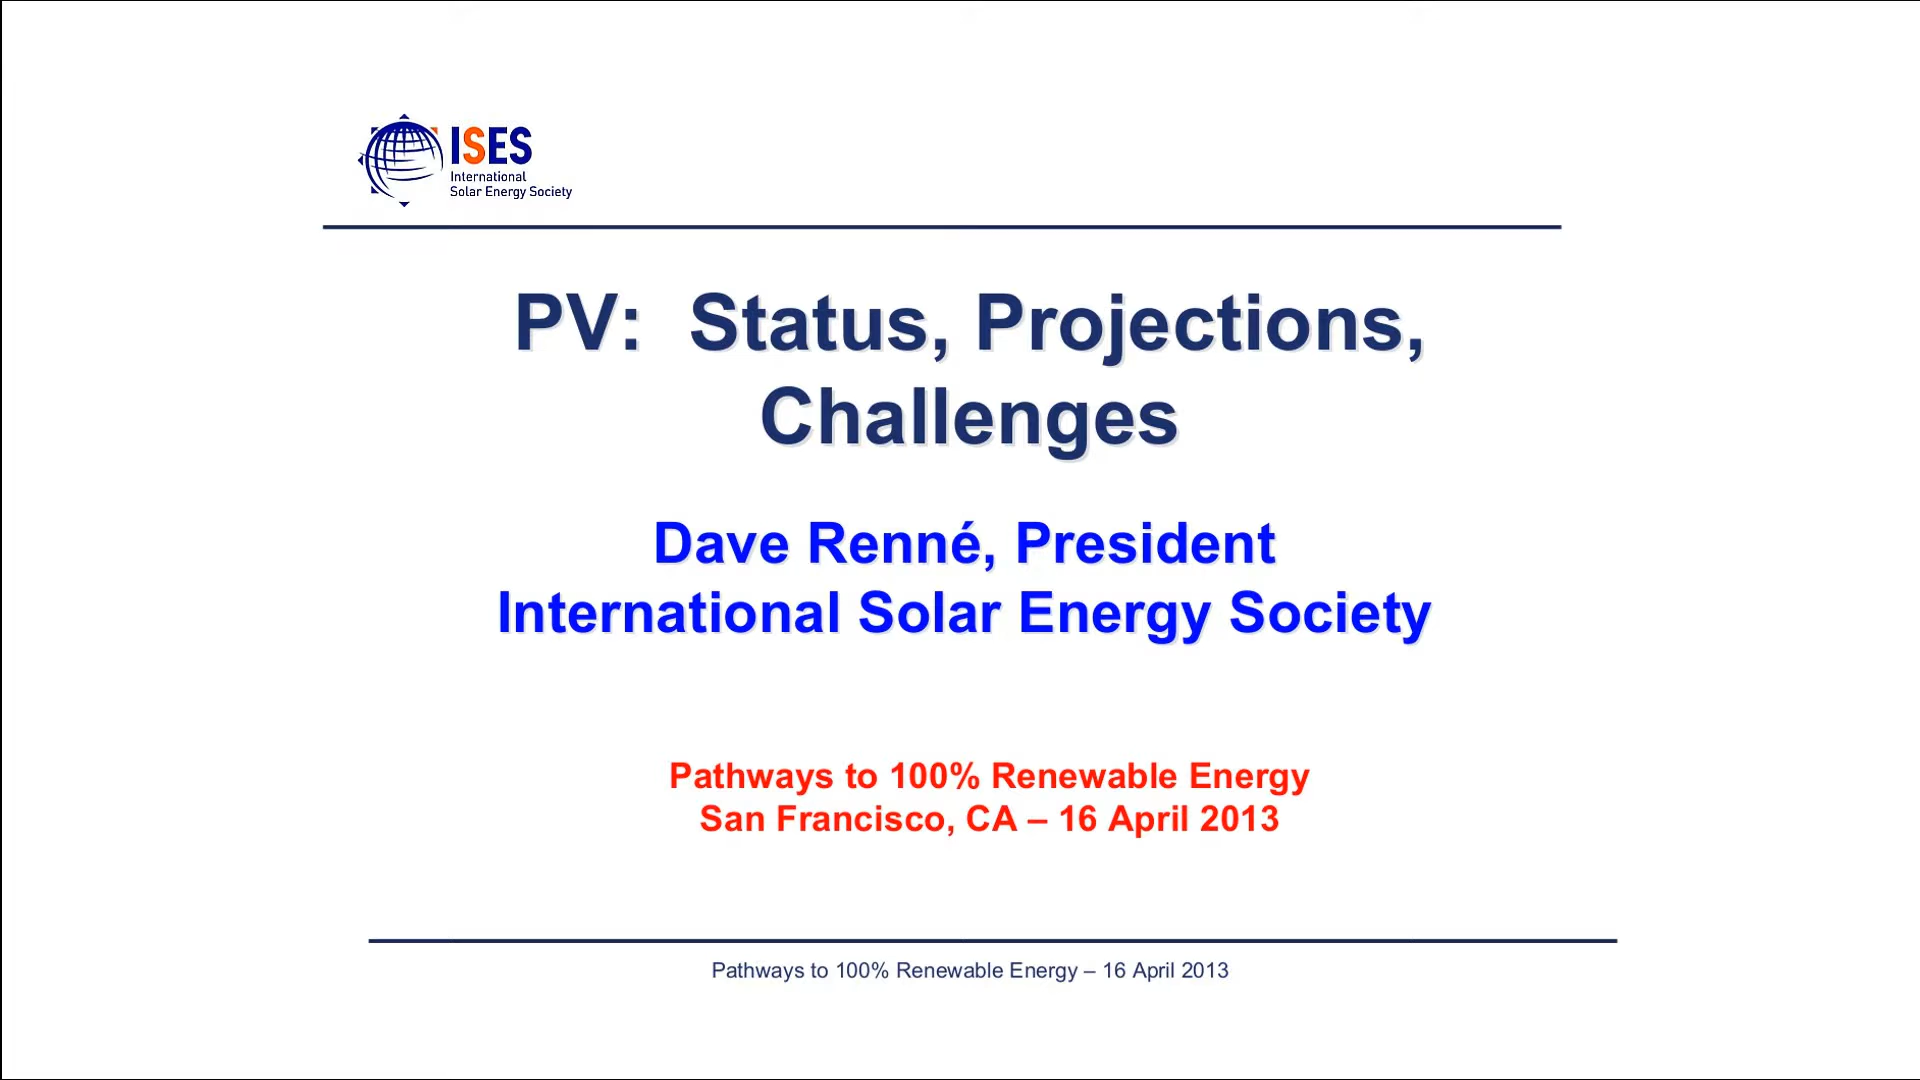 ISES
International
Solar Energy Society
PV: Status, Projections,
Challenges
Dave Renné, President
International Solar Energy Society
Pathways to 100% Renewable Energy
San Francisco, CA – 16 April 2013
Pathways to 100% Renewable Energy – 16 April 2013